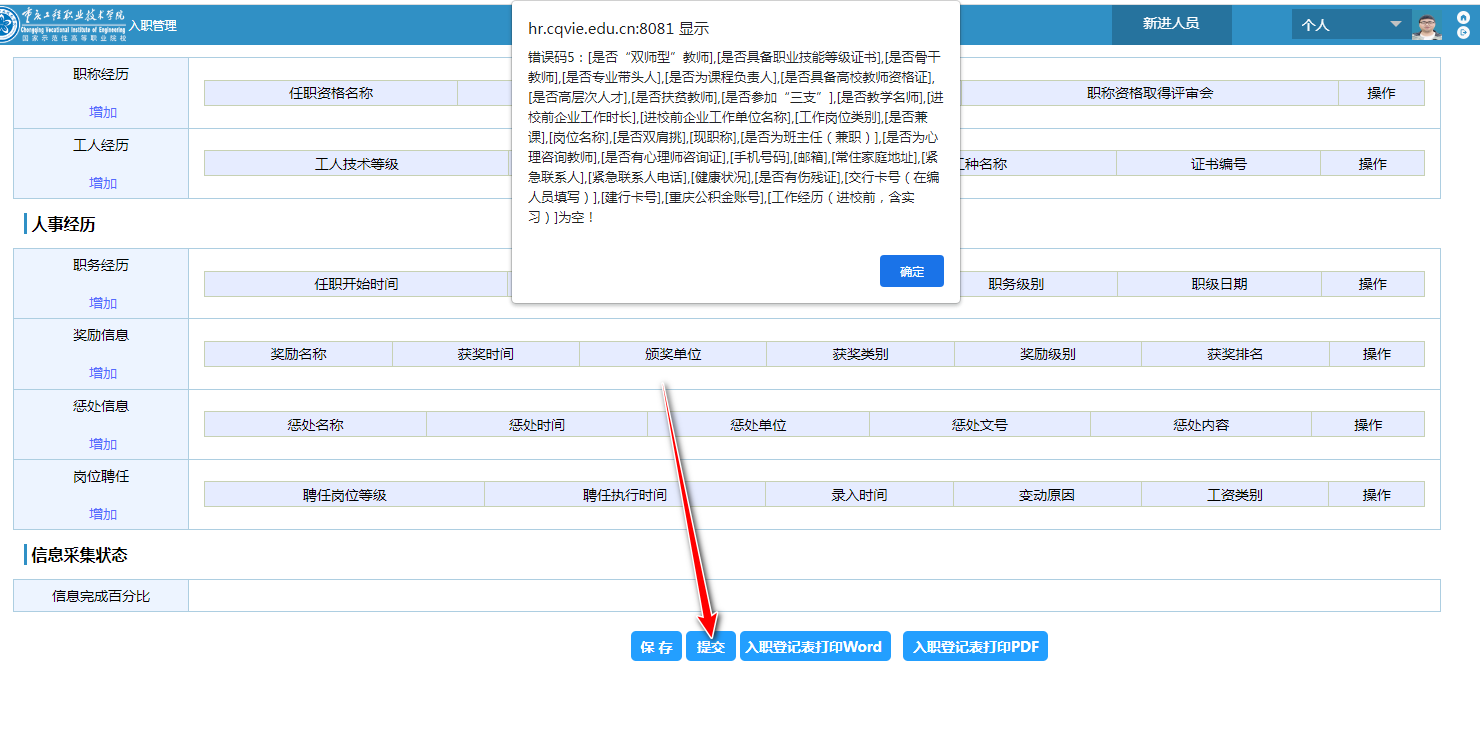 重庆工程职业技术学院
Chongqing Vocational Institute of Engineering
国家示范性高等职业院校
入职管理
新进人员
个人
hr.cqvie.edu.cn:8081 显示
错误码5：[是否“双师型”教师],[是否具备职业技能等级证书],[是否骨干
教师],[是否专业带头人],[是否为课程负责人],[是否具备高校教师资格证],
[是否高层次人才],[是否扶贫教师],[是否参加“三支”],[是否教学名师],[进
校前企业工作时长],[进校前企业工作单位名称],[工作岗位类别],[是否兼
课],[岗位名称],[是否双肩挑],[现职称],[是否为班主任（兼职）],[是否为心
理咨询教师],[是否有心理师咨询证],[手机号码],[邮箱],[常住家庭地址],[紧
急联系人],[紧急联系人电话],[健康状况],[是否有伤残证],[交行卡号（在编
人员填写）],[建行卡号],[重庆公积金账号],[工作经历（进校前，含实
习）]为空！
确定
职称经历
增加
任职资格名称
职称资格取得评审会
操作
工人经历
增加
工人技术等级
工种名称
证书编号
操作
人事经历
职务经历
增加
任职开始时间
职务级别
职级日期
操作
奖励信息
增加
奖励名称
获奖时间
颁奖单位
获奖类别
奖励级别
获奖排名
操作
惩处信息
增加
惩处名称
惩处时间
惩处单位
惩处文号
惩处内容
操作
岗位聘任
增加
聘任岗位等级
聘任执行时间
录入时间
变动原因
工资类别
操作
信息采集状态
信息完成百分比
保 存
提交
入职登记表打印Word
入职登记表打印PDF